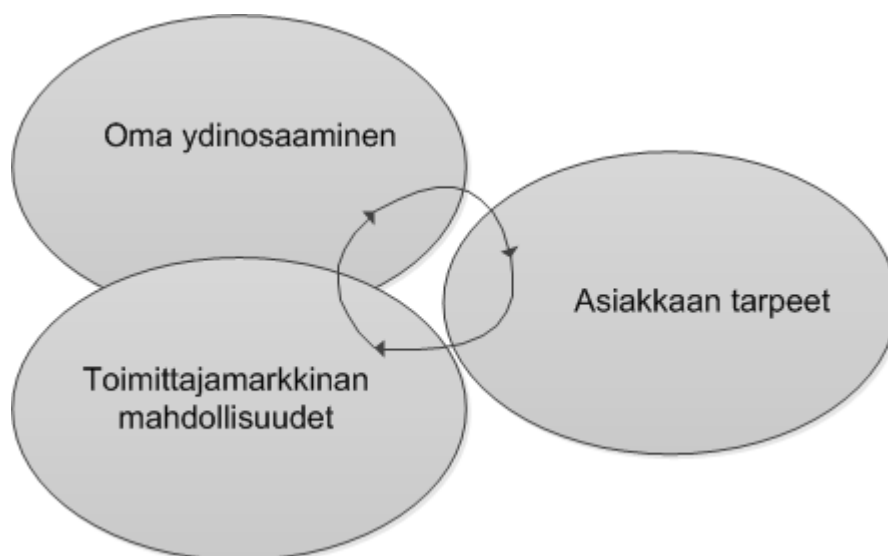 Oma ydinosaaminen
Asiakkaan tarpeet
Toimittajamarkkinan
mahdollisuudet